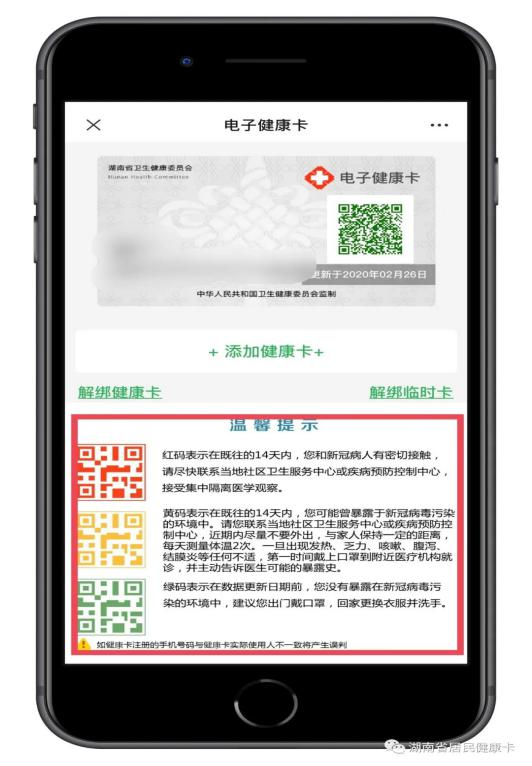 电子健康卡
湖南省卫生健康委员会
Hunan Health Committee
电子健康卡
更新于2020年02月26日
中华人民共和国卫生健康委员会监制
+ 添加健康卡+
解绑健康卡
解绑临时卡
温馨提示
红码表示在既往的14天内，您和新冠病人有密切接触，
请尽快联系当地社区卫生服务中心或疾病预防控制中心，
接受集中隔离医学观察。
黄码表示在既往的14天内，您可能曾暴露于新冠病毒污染
的环境中。请您联系当地社区卫生服务中心或疾病预防控
制中心，近期内尽量不要外出，与家人保持一定的距离，
每天测量体温2次。一旦出现发热、乏力、咳嗽、腹泻、
结膜炎等任何不适，第一时间戴上口罩到附近医疗机构就
诊，并主动告诉医生可能的暴露史。
绿码表示在数据更新日期前，您没有暴露在新冠病毒污
染的环境中，建议您出门戴口罩，回家更换衣服并洗手。
如健康卡注册的手机号码与健康卡实际使用人不一致将产生误判
湖南省居民健康卡